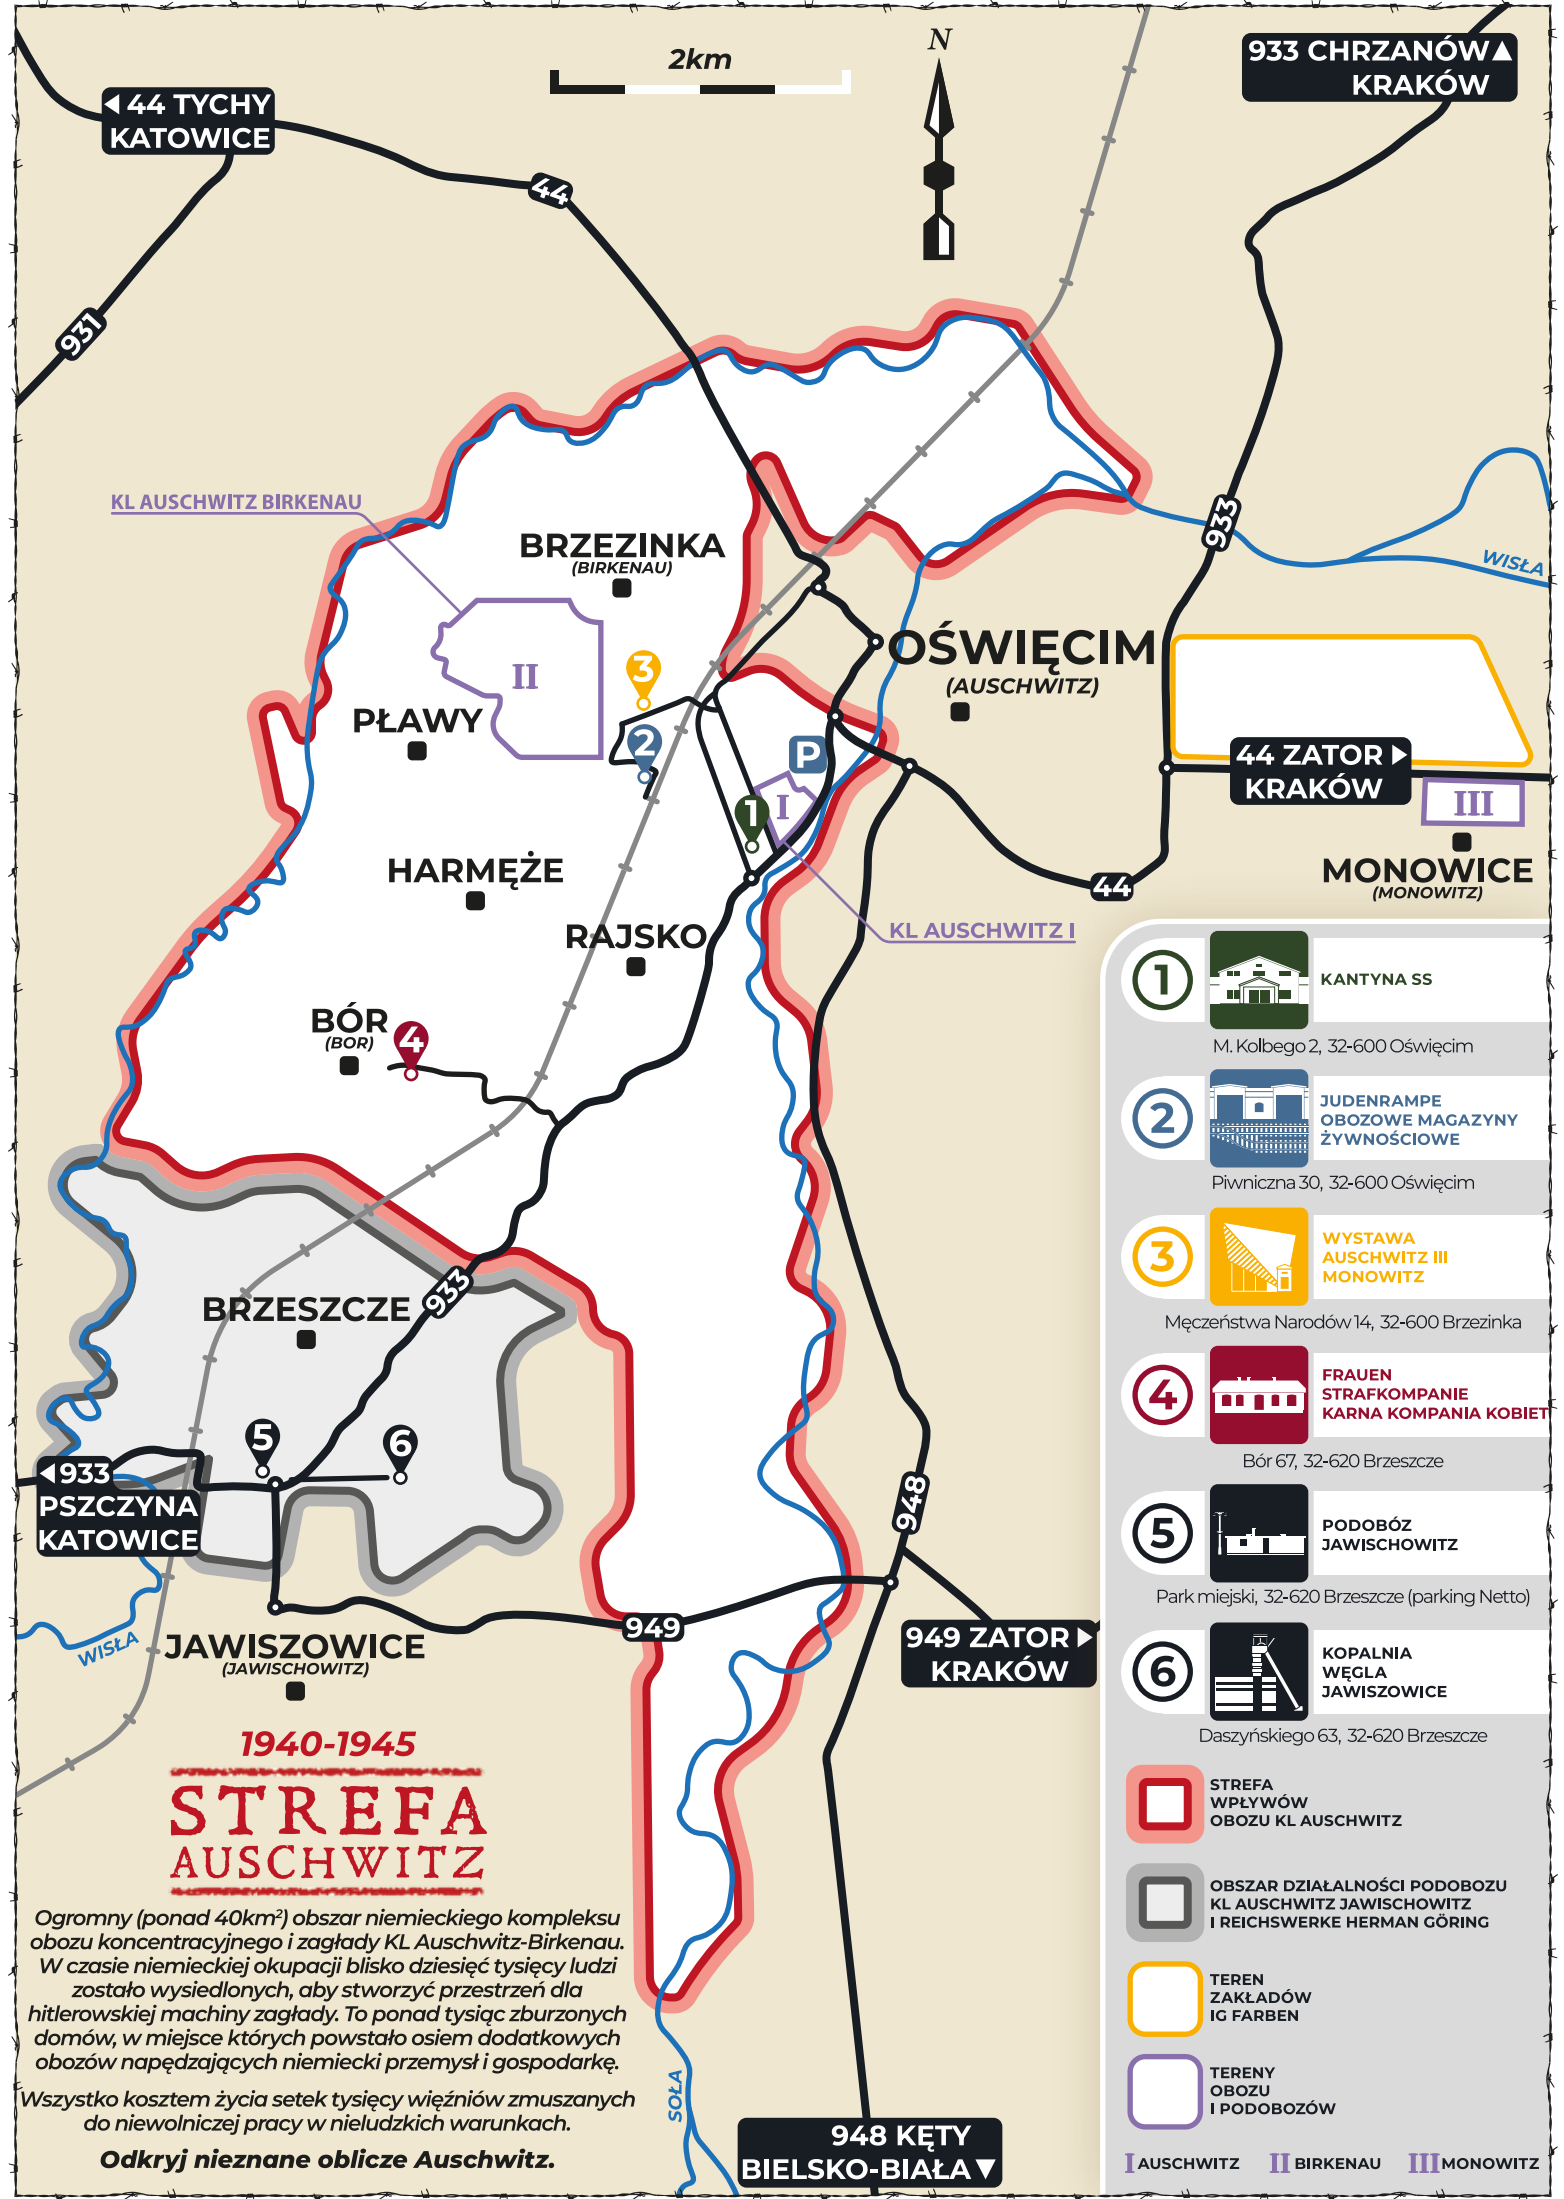 2km
N
933 CHRZANÓW▲
KRAKÓW
◀44 TYCHY
KATOWICE
44
931
KL AUSCHWITZ BIRKENAU
BRZEZINKA
(BIRKENAU)
933
WISŁA
II
3
2
PŁAWY
OŚWIĘCIM
(AUSCHWITZ)
P
I
1
44 ZATOR▶
KRAKÓW
III
MONOWICE
(MONOWITZ)
HARMĘŻE
44
RAJSKO
KL AUSCHWITZ I
BÓR
(BOR)
4
933
BRZESZCZE
5
6
◀933
PSZCZYNA
KATOWICE
948
949
WISŁA
JAWISZOWICE
(JAWISCHOWITZ)
949 ZATOR▶
KRAKÓW
SOŁA
948 KĘTY
BIELSKO-BIAŁA▼
1940-1945
STREFA
AUSCHWITZ
Ogromny (ponad 40km²) obszar niemieckiego kompleksu
obozu koncentracyjnego i zagłady KL Auschwitz-Birkenau.
W czasie niemieckiej okupacji blisko dziesięć tysięcy ludzi
zostało wysiedlonych, aby stworzyć przestrzeń dla
hitlerowskiej machiny zagłady. To ponad tysiąc zburzonych
domów, w miejsce których powstało osiem dodatkowych
obozów napędzających niemiecki przemysł i gospodarkę.
Wszystko kosztem życia setek tysięcy więźniów zmuszanych
do niewolniczej pracy w nieludzkich warunkach.
Odkryj nieznane oblicze Auschwitz.
1
KANTYNA SS
M. Kolbego 2, 32-600 Oświęcim
2
JUDENRAMPE
OBOZOWE MAGAZYNY
ŻYWNOŚCIOWE
Piwniczna 30, 32-600 Oświęcim
3
WYSTAWA
AUSCHWITZ III
MONOWITZ
Męczeństwa Narodów 14, 32-600 Brzezinka
4
FRAUEN
STRAFKOMPANIE
KARNA KOMPANIA KOBIET
Bór 67, 32-620 Brzeszcze
5
PODOBÓZ
JAWISCHOWITZ
Park miejski, 32-620 Brzeszcze (parking Netto)
6
KOPALNIA
WĘGLA
JAWISZOWICE
Daszyńskiego 63, 32-620 Brzeszcze
STREFA
WPŁYWÓW
OBOZU KL AUSCHWITZ
OBSZAR DZIAŁALNOŚCI PODOBOZU
KL AUSCHWITZ JAWISCHOWITZ
I REICHSWERKE HERMAN GÖRING
TEREN
ZAKŁADÓW
IG FARBEN
TERENY
OBOZU
I PODOBOZÓW
I AUSCHWITZ II BIRKENAU III MONOWITZ